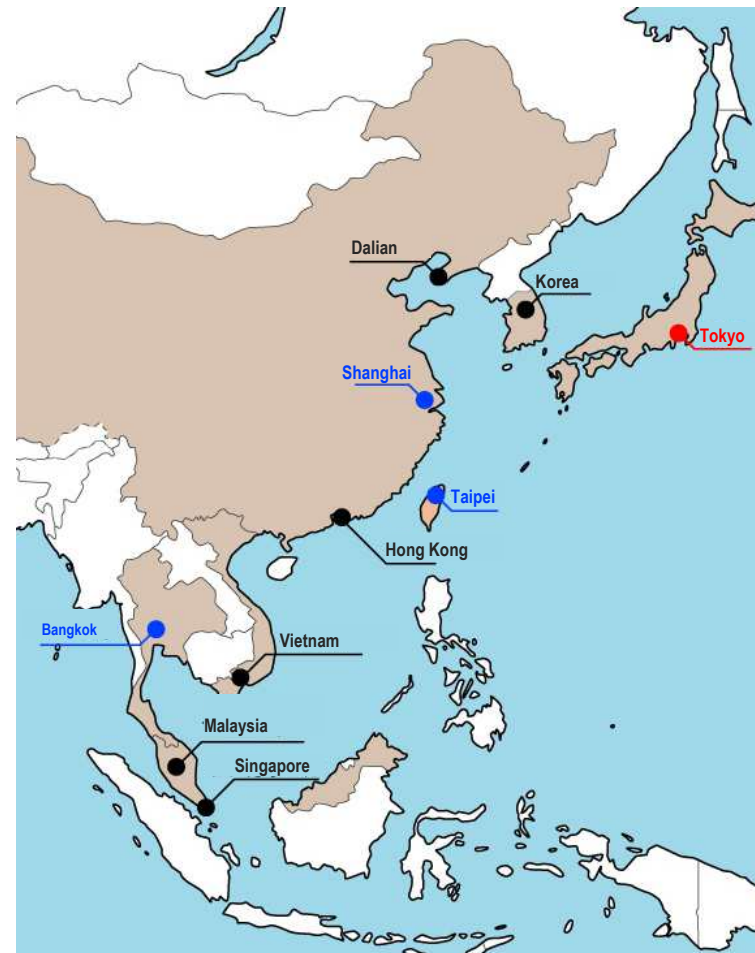 Dalian
Korea
Tokyo
Shanghai
Taipei
Hong Kong
Bangkok
Vietnam
Malaysia
Singapore